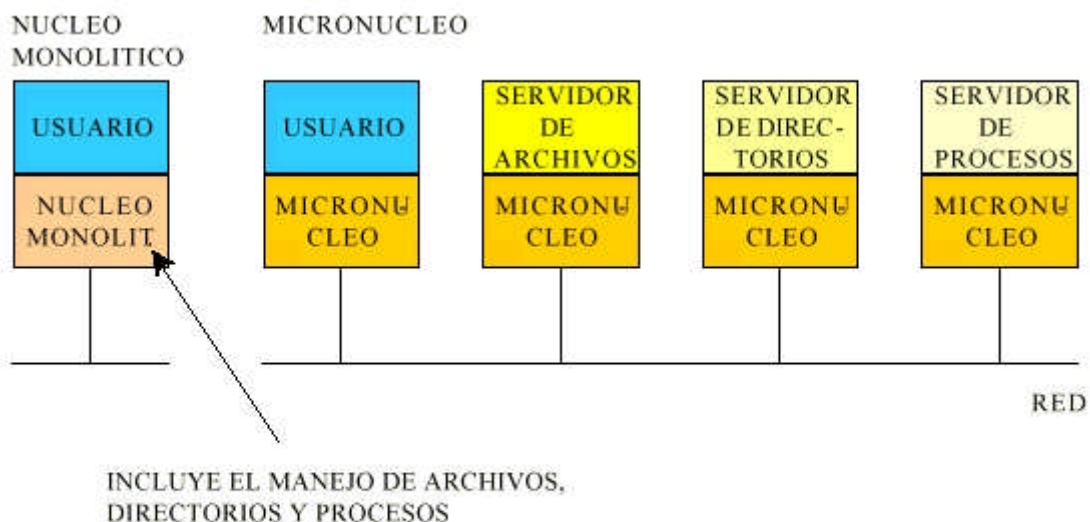 NUCLEO
MONOLITICO
MICRONUCLEO
USUARIO
NUCLEO
MONOLIT.
USUARIO
MICRONU
CLEO
SERVIDOR
DE
ARCHIVOS
MICRONU
CLEO
SERVIDOR
DE DIREC-
TORIOS
MICRONU
CLEO
SERVIDOR
DE
PROCESOS
MICRONU
CLEO
RED
INCLUYE EL MANEJO DE ARCHIVOS,
DIRECTORIOS Y PROCESOS